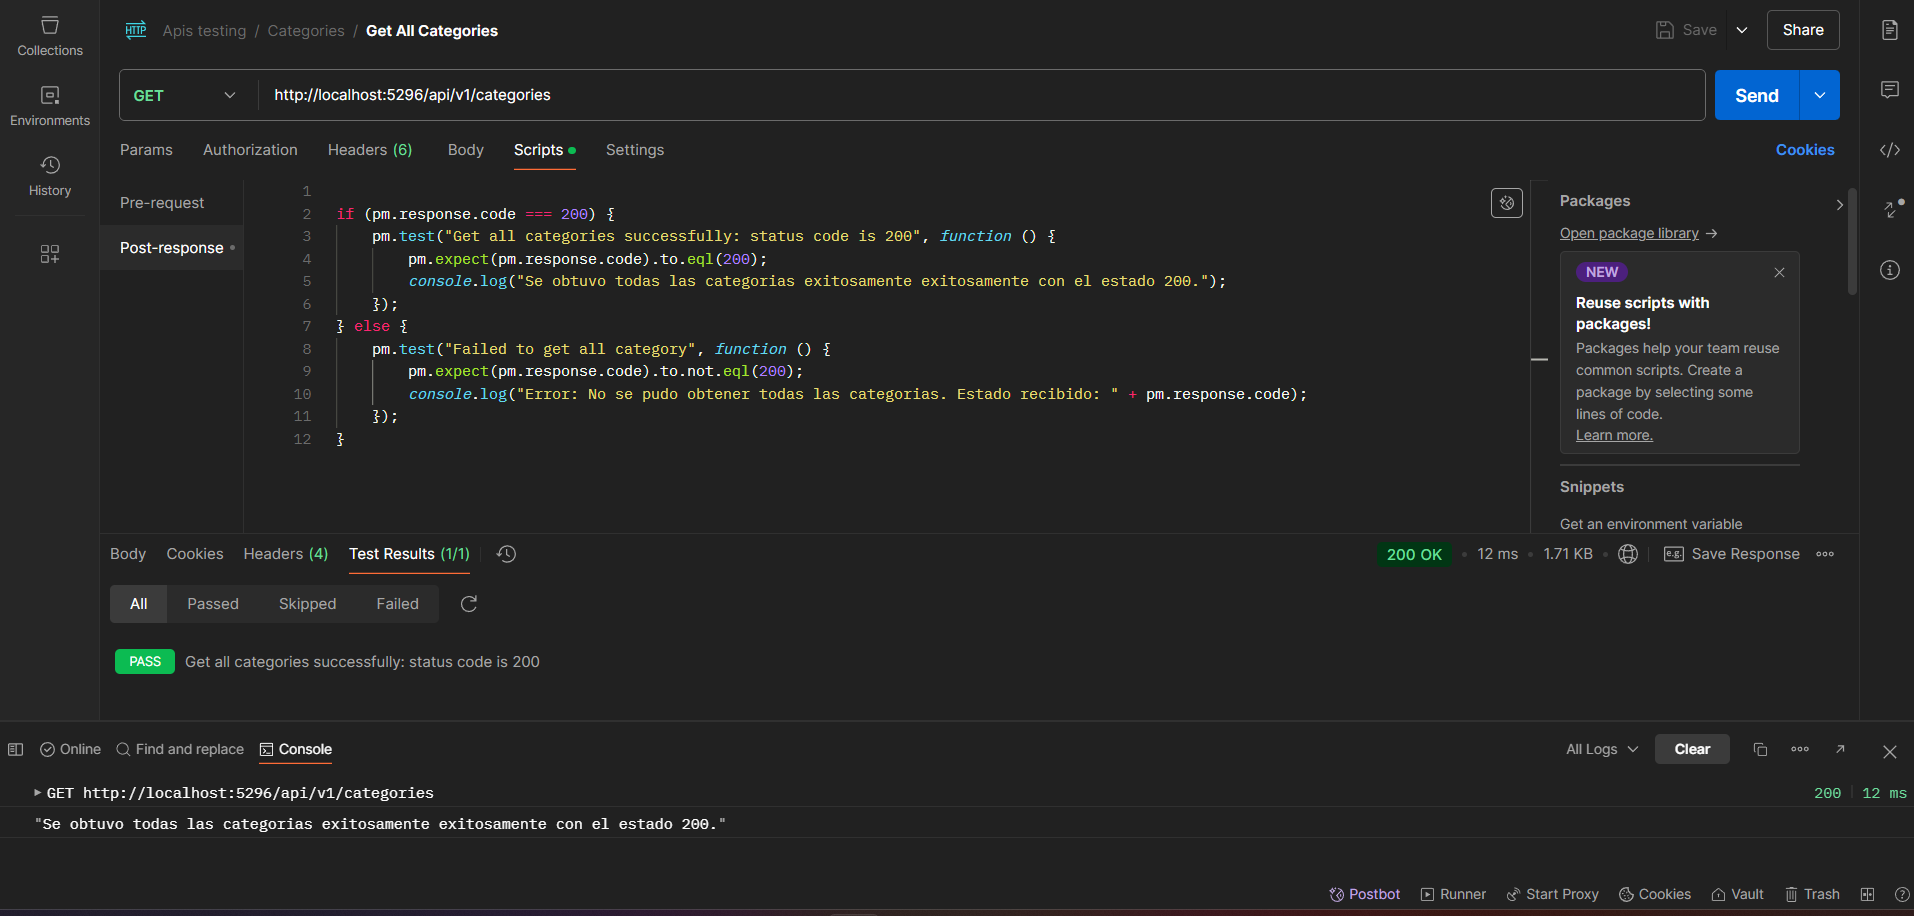 Collections
Environments
History
HTTP Apis testing / Categories / Get All Categories
Save
Share
GET http://localhost:5296/api/v1/categories
Send
Params Authorization Headers (6) Body Scripts Settings
Cookies
Pre-request
Post-response
1
2 if (pm.response.code === 200) {
3 pm.test("Get all categories successfully: status code is 200", function () {
4 pm.expect(pm.response.code).to.eql(200);
5 console.log("Se obtuvo todas las categorias exitosamente exitosamente con el estado 200.");
6 });
7 } else {
8 pm.test("Failed to get all category", function () {
9 pm.expect(pm.response.code).to.not.eql(200);
10 console.log("Error: No se pudo obtener todas las categorias. Estado recibido: " + pm.response.code);
11 });
12 }
Packages
Open package library →
NEW
Reuse scripts with
packages!
Packages help your team reuse
common scripts. Create a
package by selecting some
lines of code.
Learn more.
Snippets
Get an environment variable
Body Cookies Headers (4) Test Results (1/1)
200 OK • 12 ms • 1.71 KB
e.g. Save Response
All Passed Skipped Failed
PASS Get all categories successfully: status code is 200
Online Find and replace Console
All Logs Clear
GET http://localhost:5296/api/v1/categories
200 12 ms
"Se obtuvo todas las categorias exitosamente exitosamente con el estado 200."
Postbot Runner Start Proxy Cookies Vault Trash